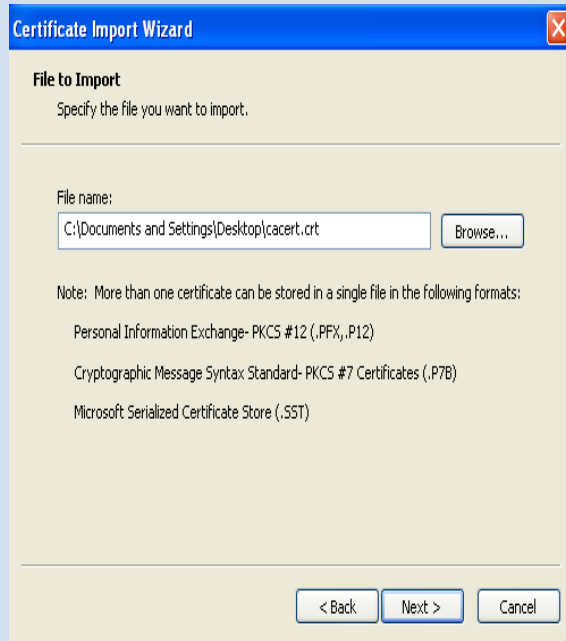 Certificate Import Wizard
File to Import
Specify the file you want to import.
File name:
C:\Documents and Settings\Desktop\cacert.crt
Browse...
Note: More than one certificate can be stored in a single file in the following formats:
Personal Information Exchange- PKCS #12 (.PFX,.P12)
Cryptographic Message Syntax Standard- PKCS #7 Certificates (.P7B)
Microsoft Serialized Certificate Store (.SST)
< Back Next > Cancel